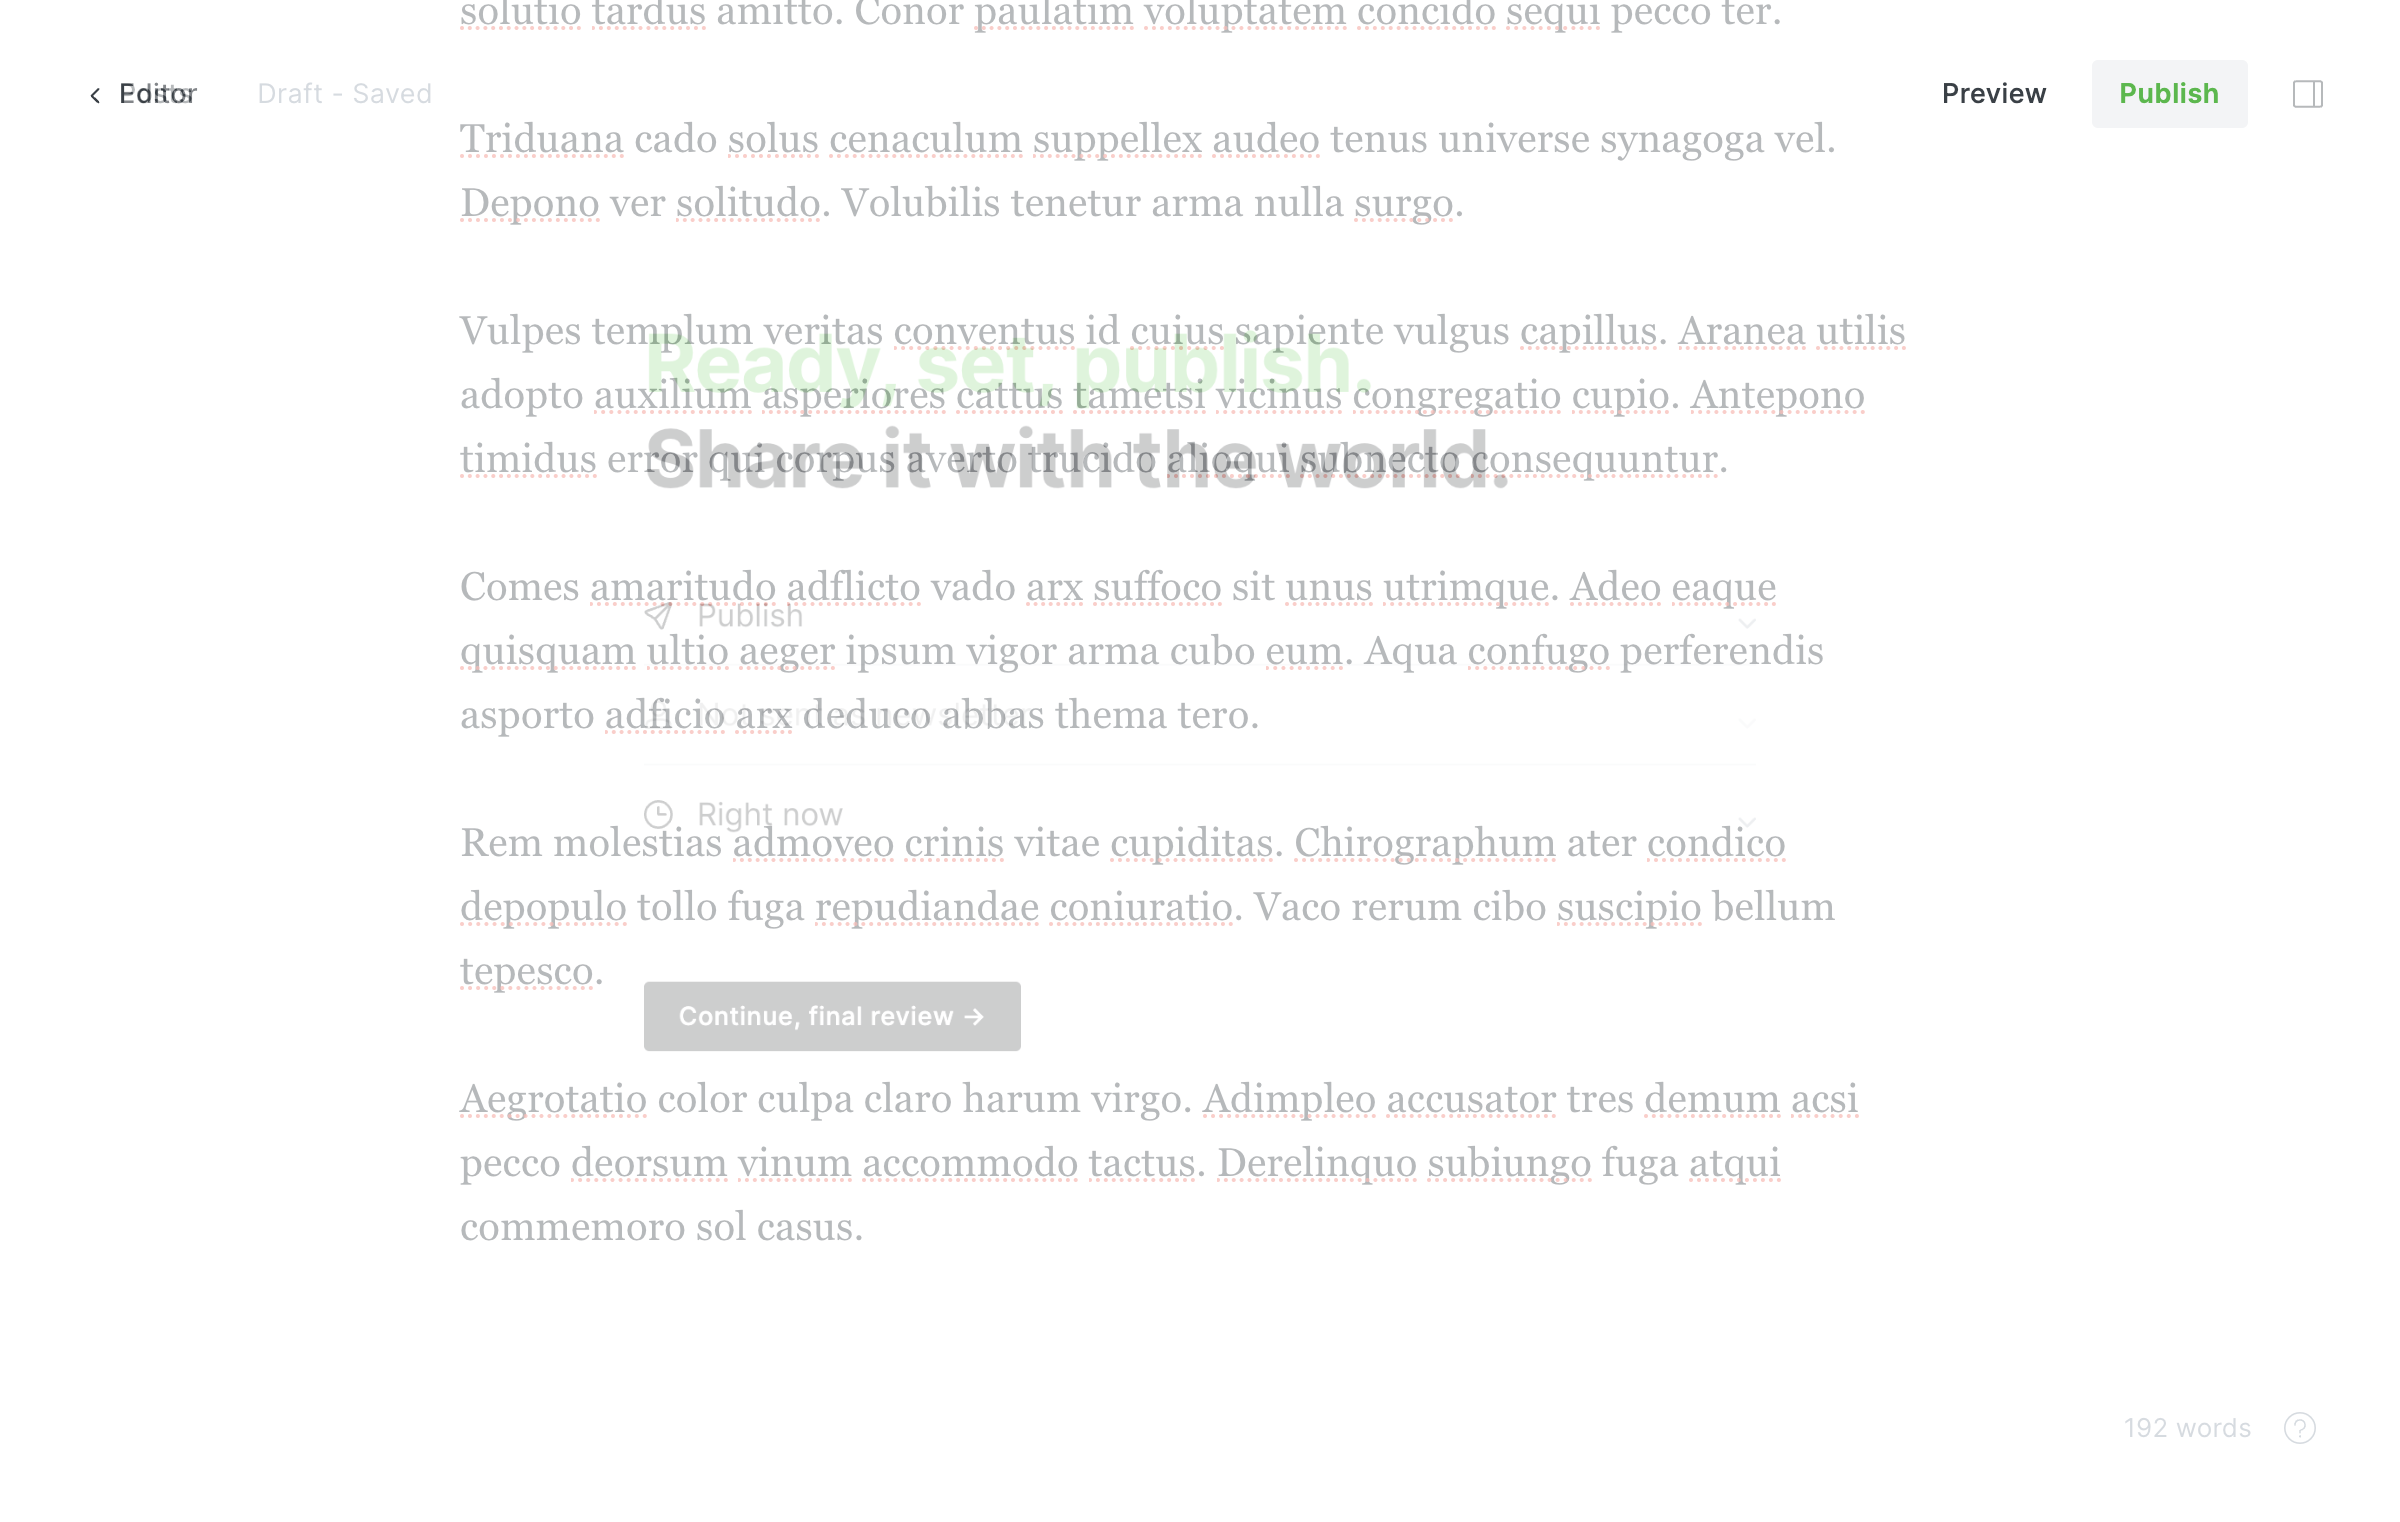 solutio tardus amitto. Conor paulatim voluptatem concido sequi pecco ter.
Editor
Draft - Saved
Preview
Publish
Triduana cado solus cenaculum suppellex audeo tenus universe synagoga vel.
Depono ver solitudo. Volubilis tenetur arma nulla surgo.
Vulpes templum veritas conventus id cuius sapiente vulgus capillus. Aranea utilis
Ready, set, publish.
adopto auxilium asperiores cattus tametsi vicinus congregatio cupio. Antepono
Share it with the world.
timidus error qui corpus averto trucido alioqui subnecto consequuntur.
Comes amaritudo adflicto vado arx suffoco sit unus utrimque. Adeo eaque
Publish
quisquam ultio aeger ipsum vigor arma cubo eum. Aqua confugo perferendis
asporto adficio arx deduco abbas thema tero.
Not sent as newsletter
Right now
Rem molestias admoveo crinis vitae cupiditas. Chirographum ater condico
depopulo tollo fuga repudiandae coniuratio. Vaco rerum cibo suscipio bellum
tepesco.
Continue, final review →
Aegrotatio color culpa claro harum virgo. Adimpleo accusator tres demum acsi
pecco deorsum vinum accommodo tactus. Derelinquo subiungo fuga atqui
commemoro sol casus.
192 words